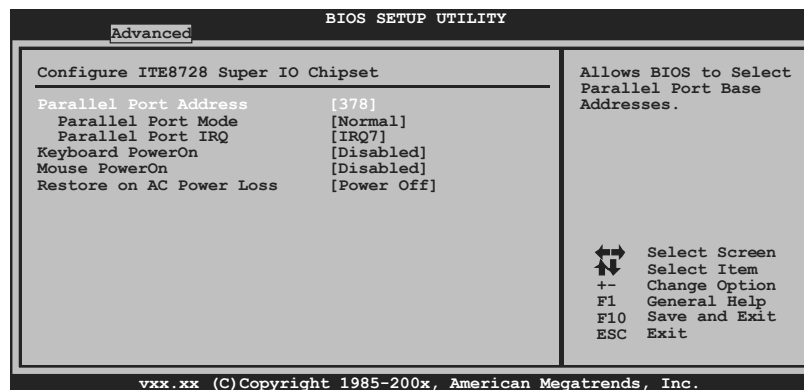 BIOS SETUP UTILITY
Advanced
Configure ITE8728 Super IO Chipset
Parallel Port Address [378]
Parallel Port Mode [Normal]
Parallel Port IRQ [IRQ7]
Keyboard PowerOn [Disabled]
Mouse PowerOn [Disabled]
Restore on AC Power Loss [Power Off]
Allows BIOS to Select
Parallel Port Base
Addresses.
Select Screen
Select Item
+- Change Option
F1 General Help
F10 Save and Exit
ESC Exit
vxx.xx (C)Copyright 1985-200x, American Megatrends, Inc.